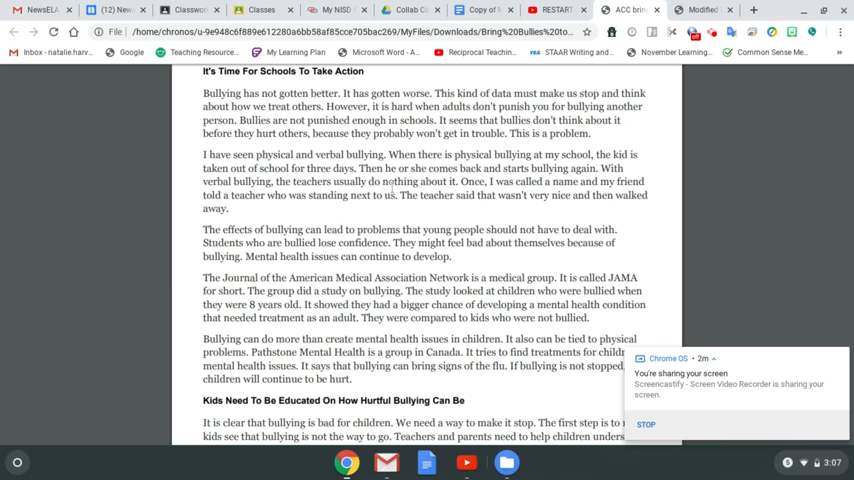 NewsELA
(12) New
Classwor
Classes
My NISD E
Collab Co
Copy of M
RESTART
ACC bring
Modified
File | /home/chronos/u-9e948c6f889e612280a6bb58af85cce705bac269/MyFiles/Downloads/Bring%20Bullies%20to...
off
Inbox - natalie.harv...
Google
Teaching Resource...
My Learning Plan
Microsoft Word - A...
Reciprocal Teachin...
STAAR Writing and...
November Learning...
Common Sense Me...
It's Time For Schools To Take Action
Bullying has not gotten better. It has gotten worse. This kind of data must make us stop and think
about how we treat others. However, it is hard when adults don't punish you for bullying another
person. Bullies are not punished enough in schools. It seems that bullies don't think about it
before they hurt others, because they probably won't get in trouble. This is a problem.
I have seen physical and verbal bullying. When there is physical bullying at my school, the kid is
taken out of school for three days. Then he or she comes back and starts bullying again. With
verbal bullying, the teachers usually do nothing about it. Once, I was called a name and my friend
told a teacher who was standing next to us. The teacher said that wasn't very nice and then walked
away.
The effects of bullying can lead to problems that young people should not have to deal with.
Students who are bullied lose confidence. They might feel bad about themselves because of
bullying. Mental health issues can continue to develop.
The Journal of the American Medical Association Network is a medical group. It is called JAMA
for short. The group did a study on bullying. The study looked at children who were bullied when
they were 8 years old. It showed they had a bigger chance of developing a mental health condition
that needed treatment as an adult. They were compared to kids who were not bullied.
Bullying can do more than create mental health issues in children. It also can be tied to physical
problems. Pathstone Mental Health is a group in Canada. It tries to find treatments for
mental health issues. It says that bullying can bring signs of the flu. If bullying is not stopped,
children will continue to be hurt.
Kids Need To Be Educated On How Hurtful Bullying Can Be
It is clear that bullying is bad for children. We need a way to make it stop. The first step is to
kids see that bullying is not the way to go. Teachers and parents need to help children
Chrome OS • 2m
You're sharing your screen
Screencastify - Screen Video Recorder is sharing your
screen.
STOP
3:07